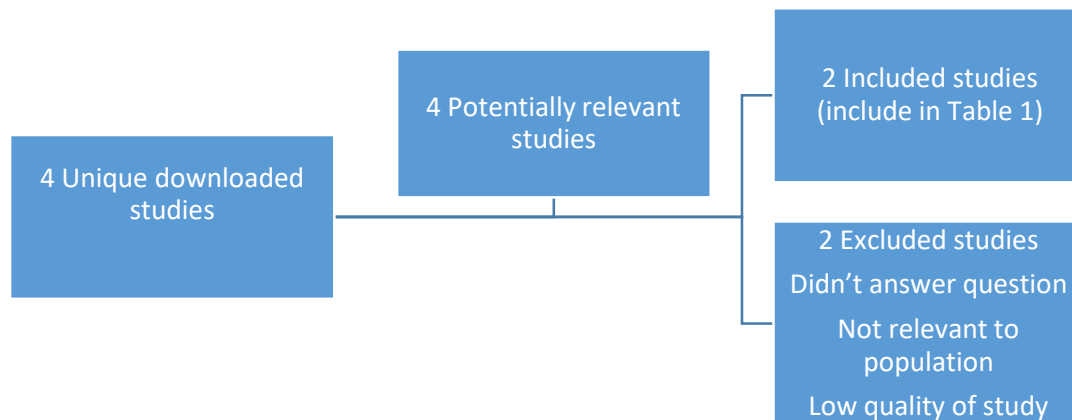 4 Unique downloaded
studies
4 Potentially relevant
studies
2 Included studies
(include in Table 1)
2 Excluded studies
Didn’t answer question
Not relevant to
population
Low quality of study